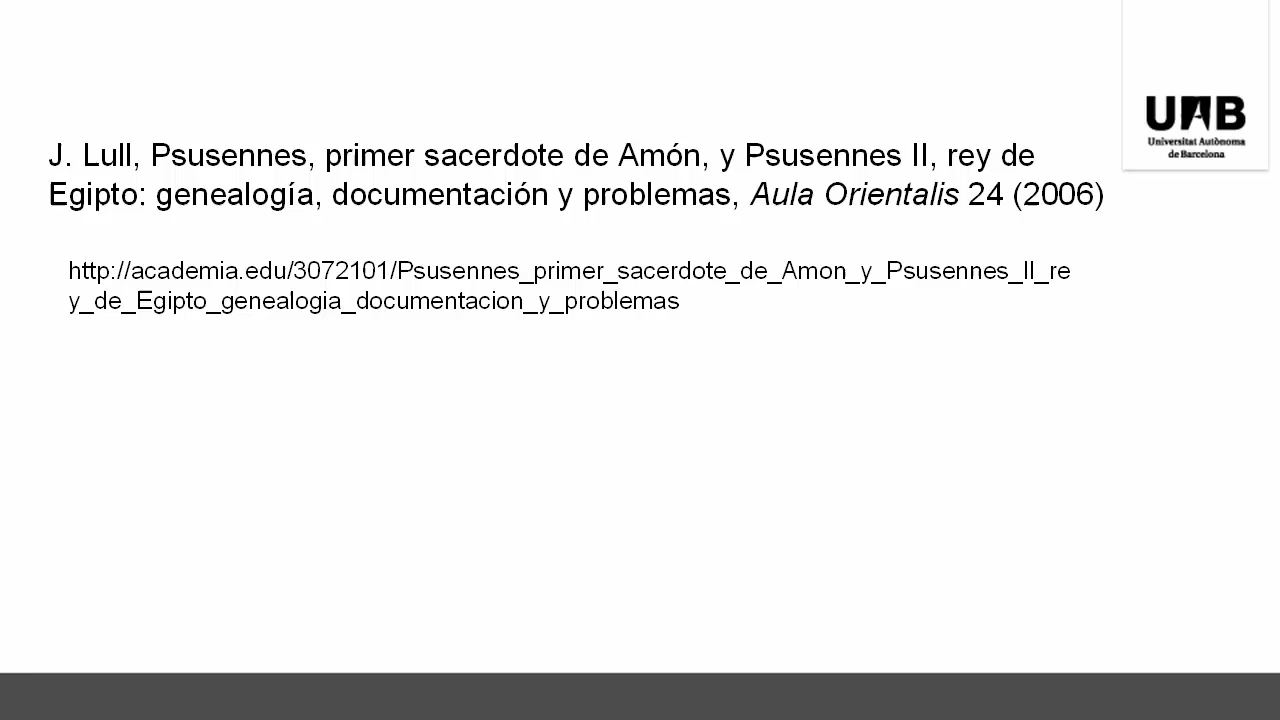 UAB
Universitat Autònoma
de Barcelona
J. Lull, Psusennes, primer sacerdote de Amón, y Psusennes II, rey de
Egipto: genealogía, documentación y problemas, Aula Orientalis 24 (2006)
http://academia.edu/3072101/Psusennes_primer_sacerdote_de_Amon_y_Psusennes_II_re
y_de_Egipto_genealogia_documentacion_y_problemas